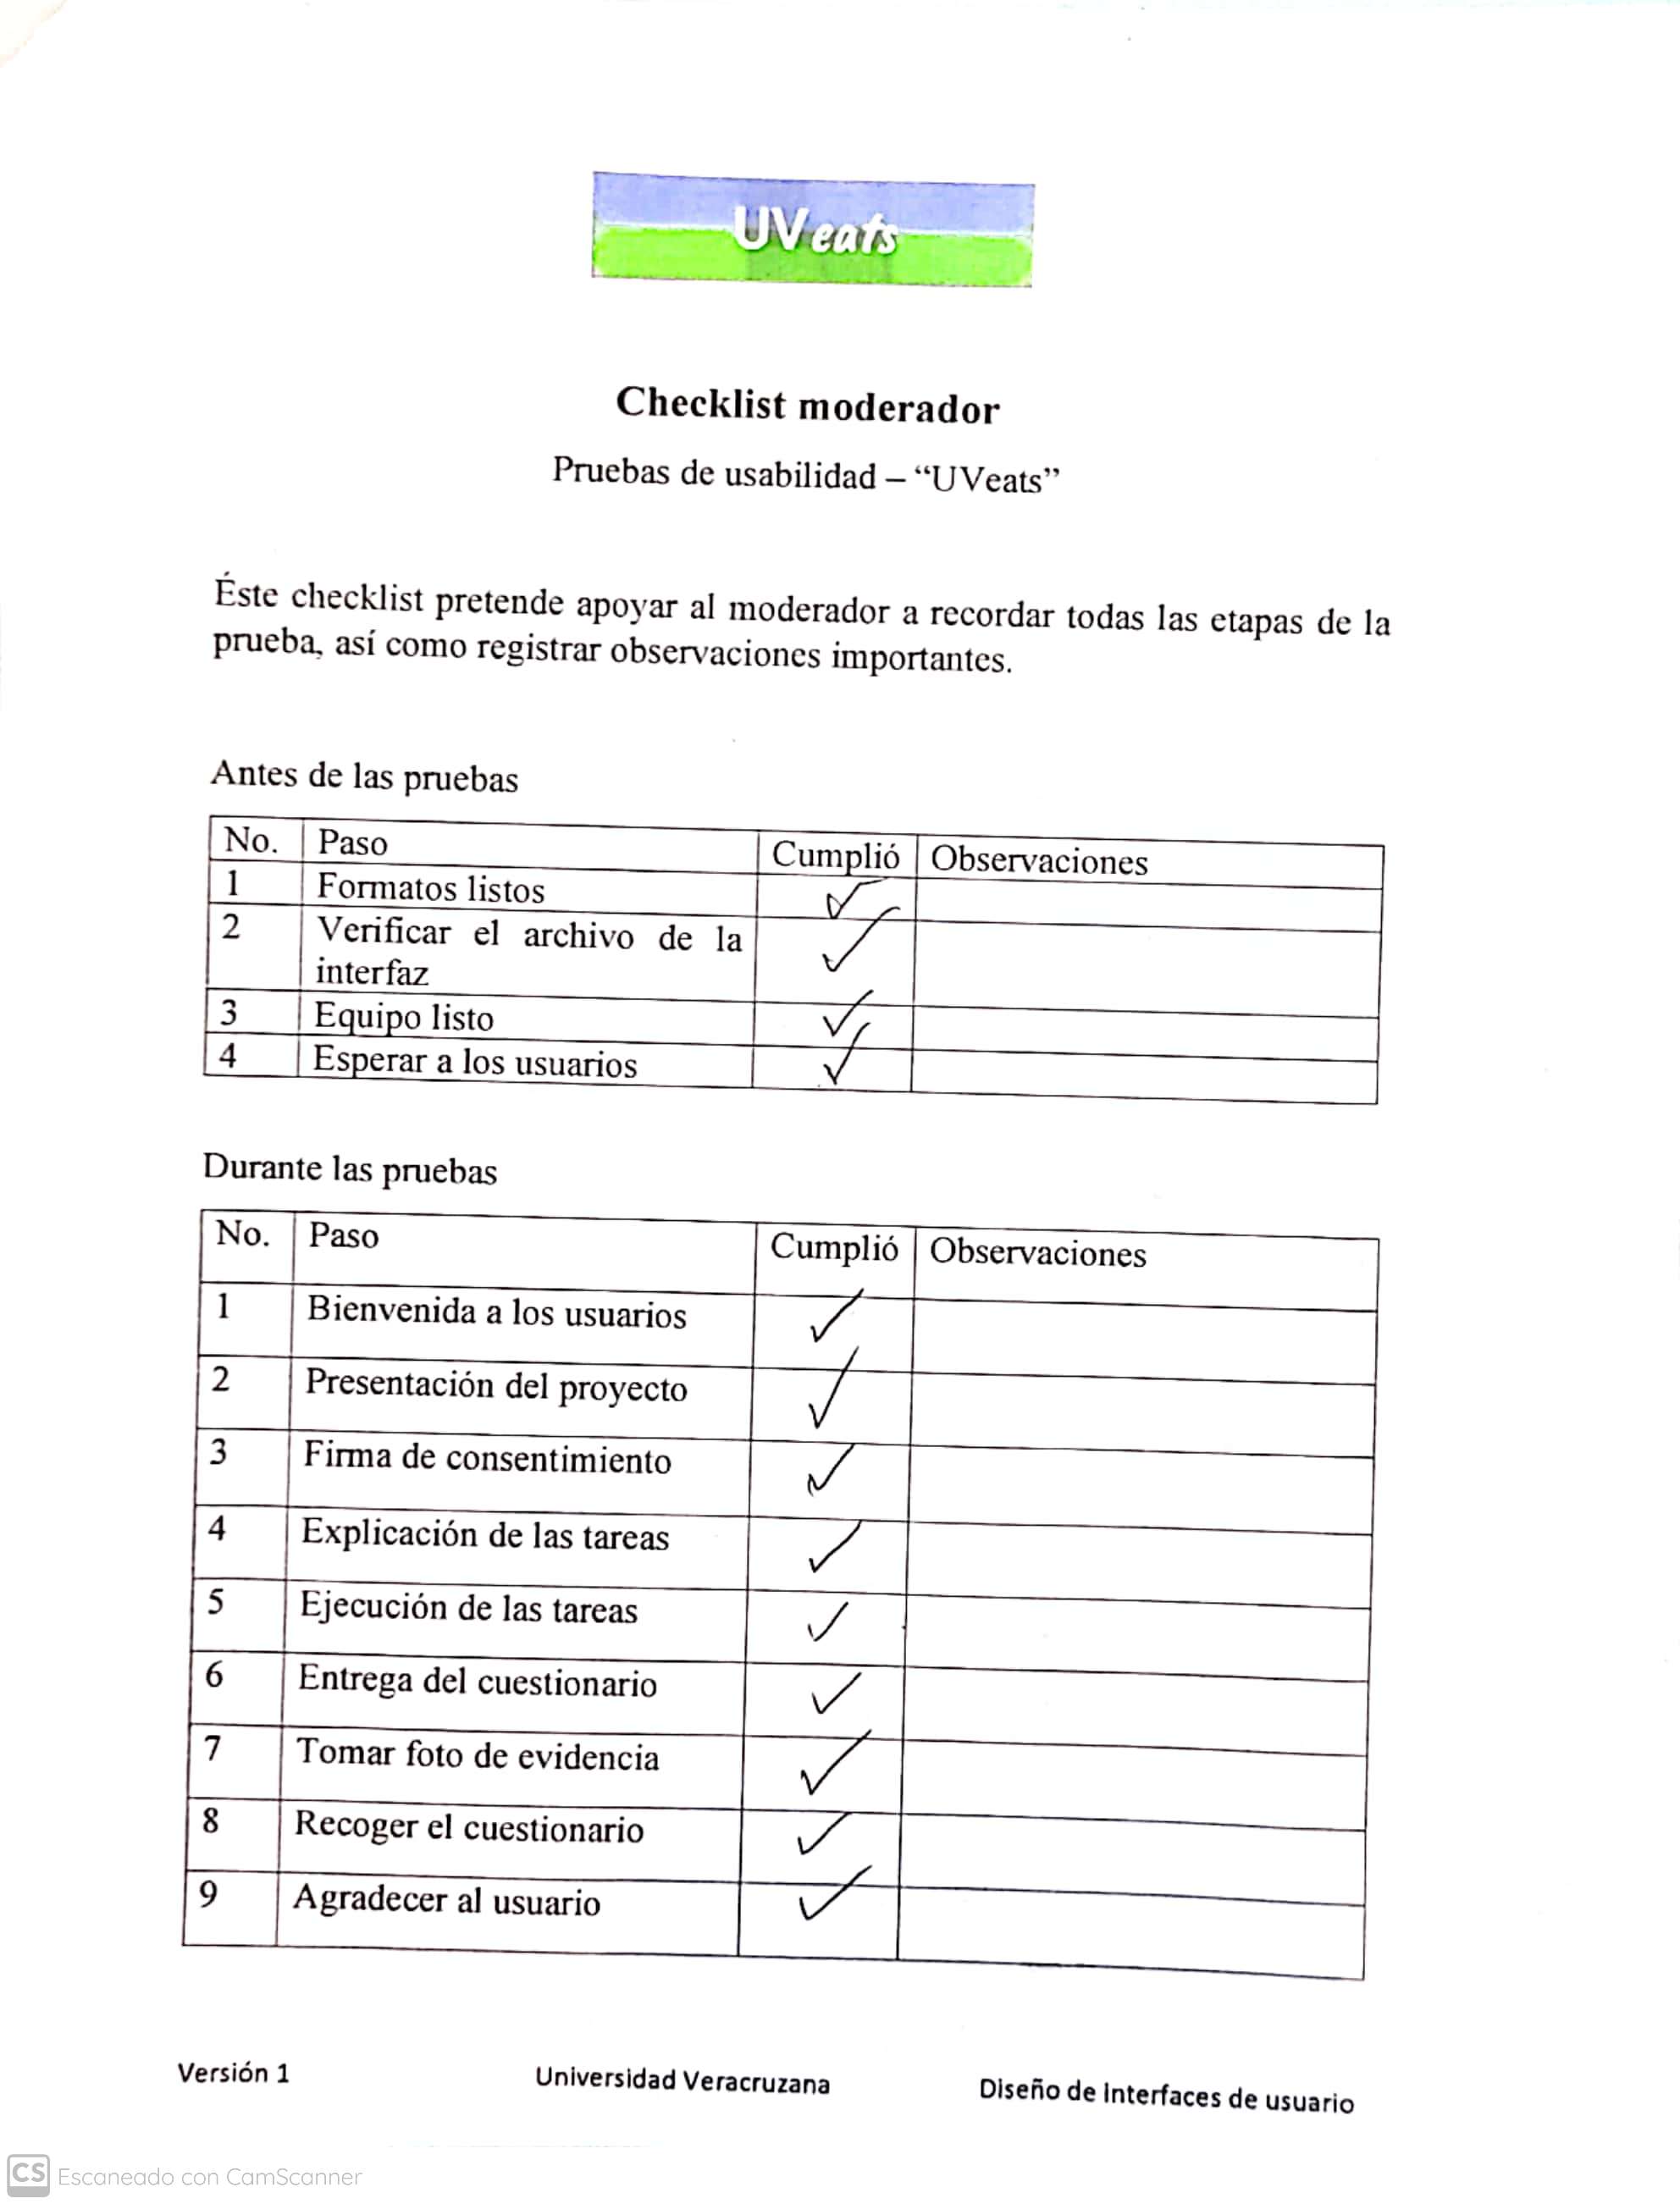 UVeats
Checklist moderador
Pruebas de usabilidad – “UVeats”
Éste checklist pretende apoyar al moderador a recordar todas las etapas de la
prueba, así como registrar observaciones importantes.
Antes de las pruebas
No. Paso Cumplió Observaciones
1 Formatos listos ✓
2 Verificar el archivo de la ✓
interfaz
3 Equipo listo ✓
4 Esperar a los usuarios ✓
Durante las pruebas
No. Paso Cumplió Observaciones
1 Bienvenida a los usuarios ✓
2 Presentación del proyecto ✓
3 Firma de consentimiento ✓
4 Explicación de las tareas ✓
5 Ejecución de las tareas ✓
6 Entrega del cuestionario ✓
7 Tomar foto de evidencia ✓
8 Recoger el cuestionario ✓
9 Agradecer al usuario ✓
Versión 1 Universidad Veracruzana Diseño de interfaces de usuario
CS Escaneado con CamScanner